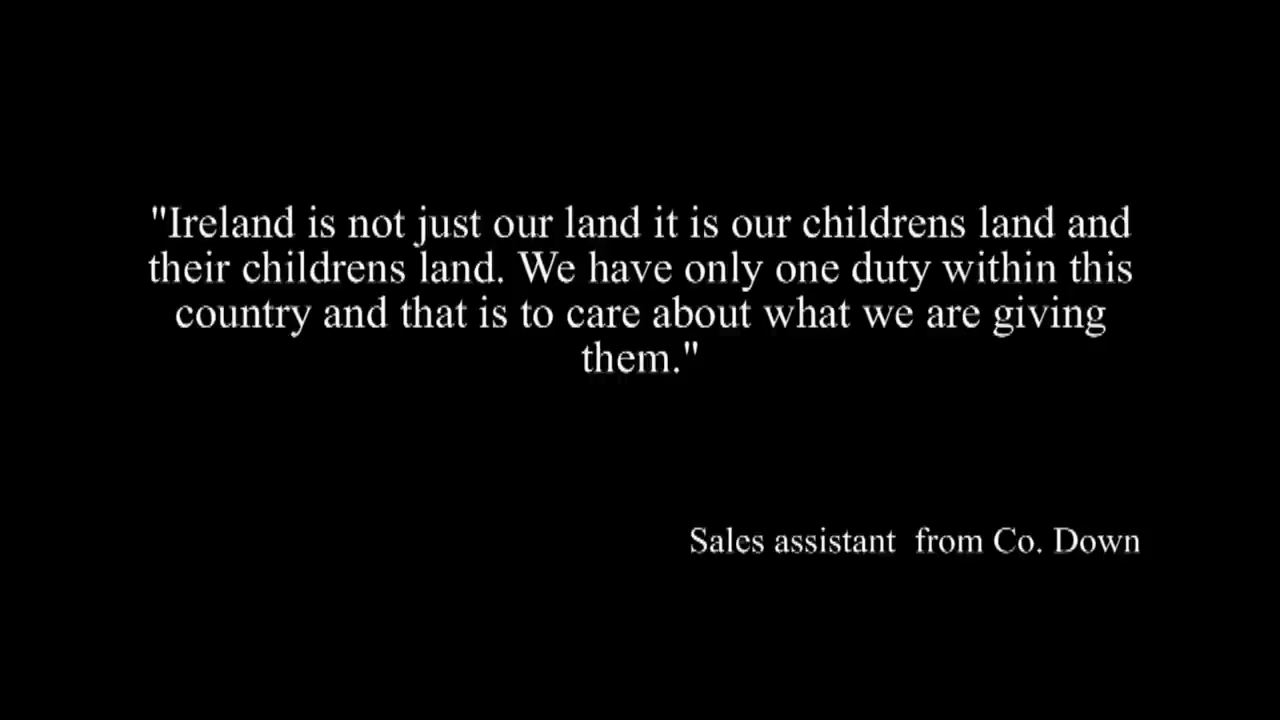 "Ireland is not just our land it is our childrens land and
their childrens land. We have only one duty within this
country and that is to care about what we are giving
them."
Sales assistant  from Co. Down